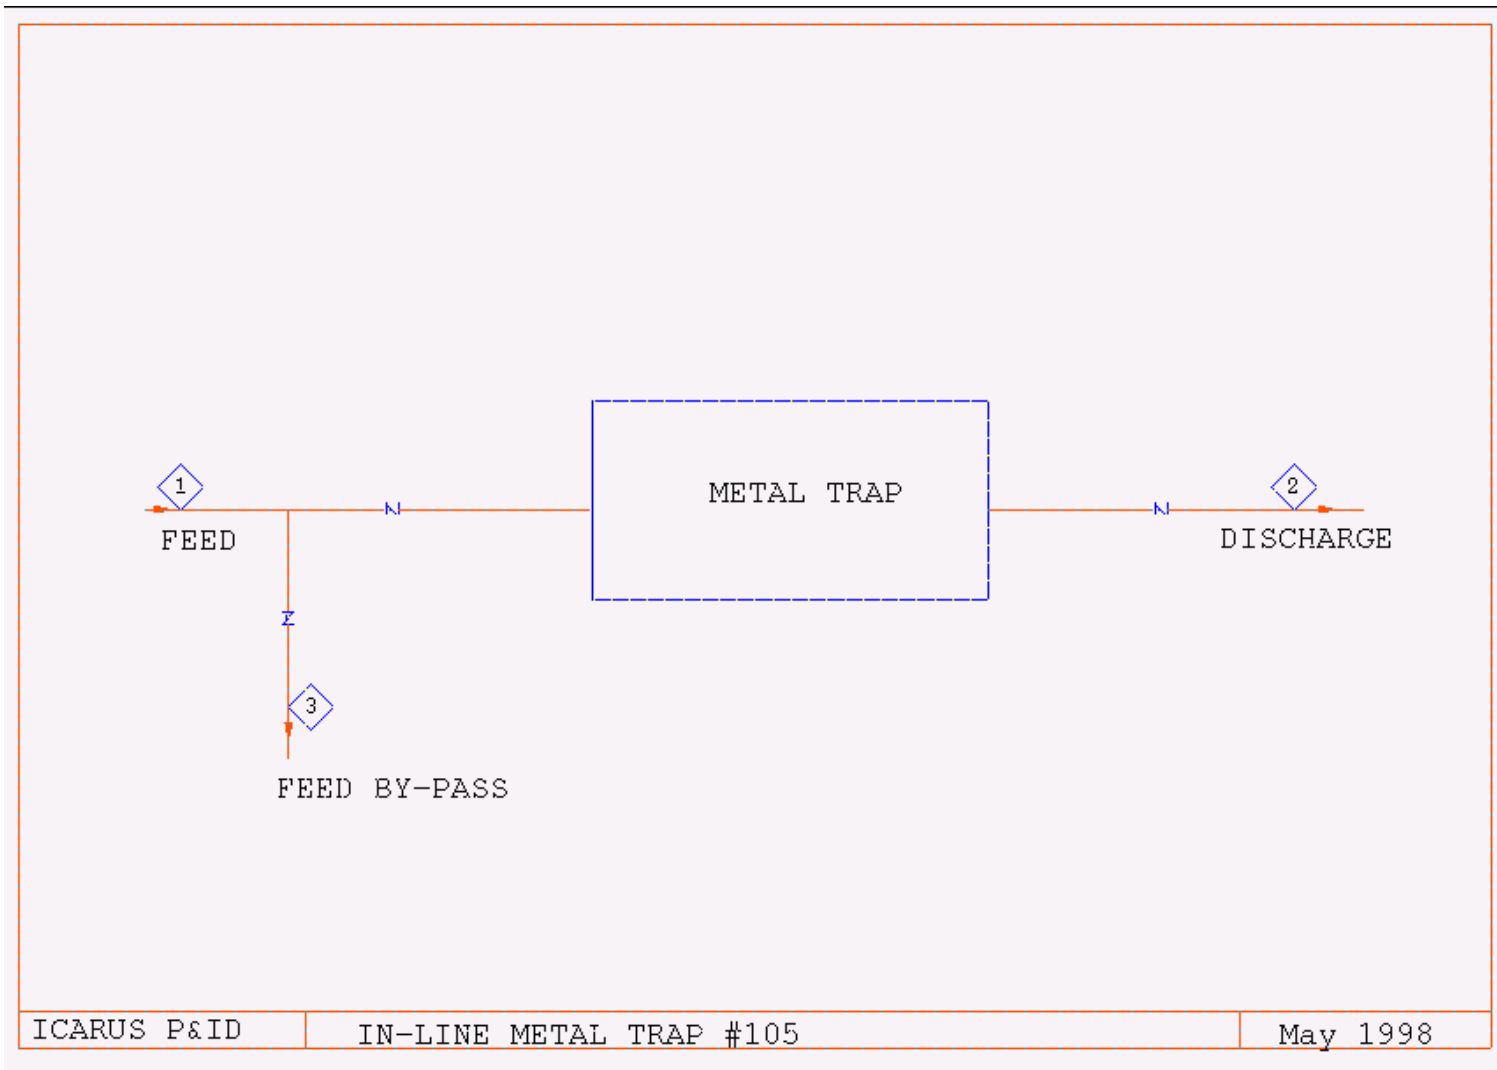 METAL TRAP
1
2
FEED
DISCHARGE
3
FEED BY-PASS
ICARUS P&ID
IN-LINE METAL TRAP #105
May 1998